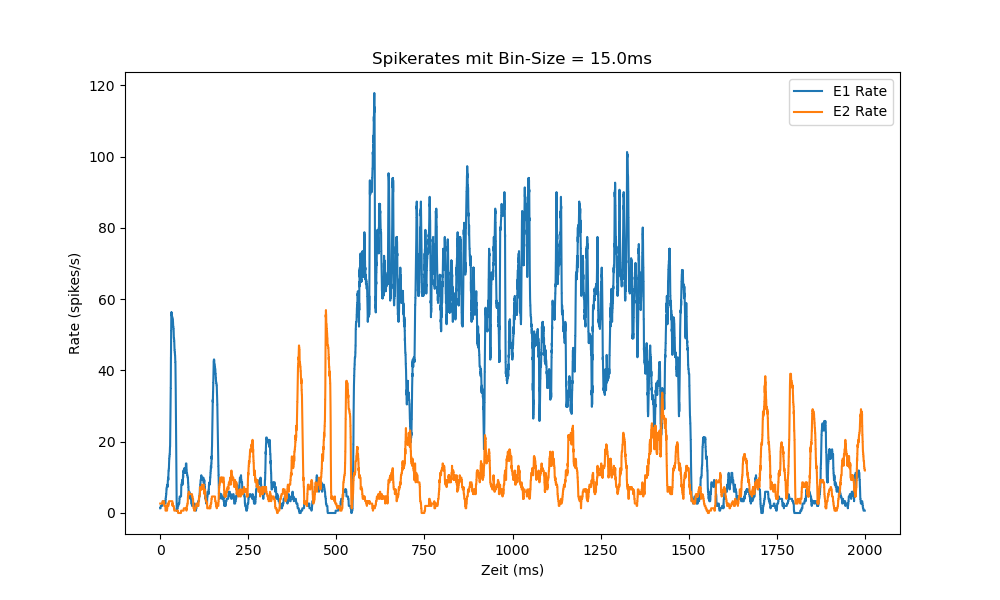 Spikerates mit Bin-Size = 15.0ms
E1 Rate
E2 Rate
120
100
80
60
40
20
0
Rate (spikes/s)
0 250 500 750 1000 1250 1500 1750 2000
Zeit (ms)